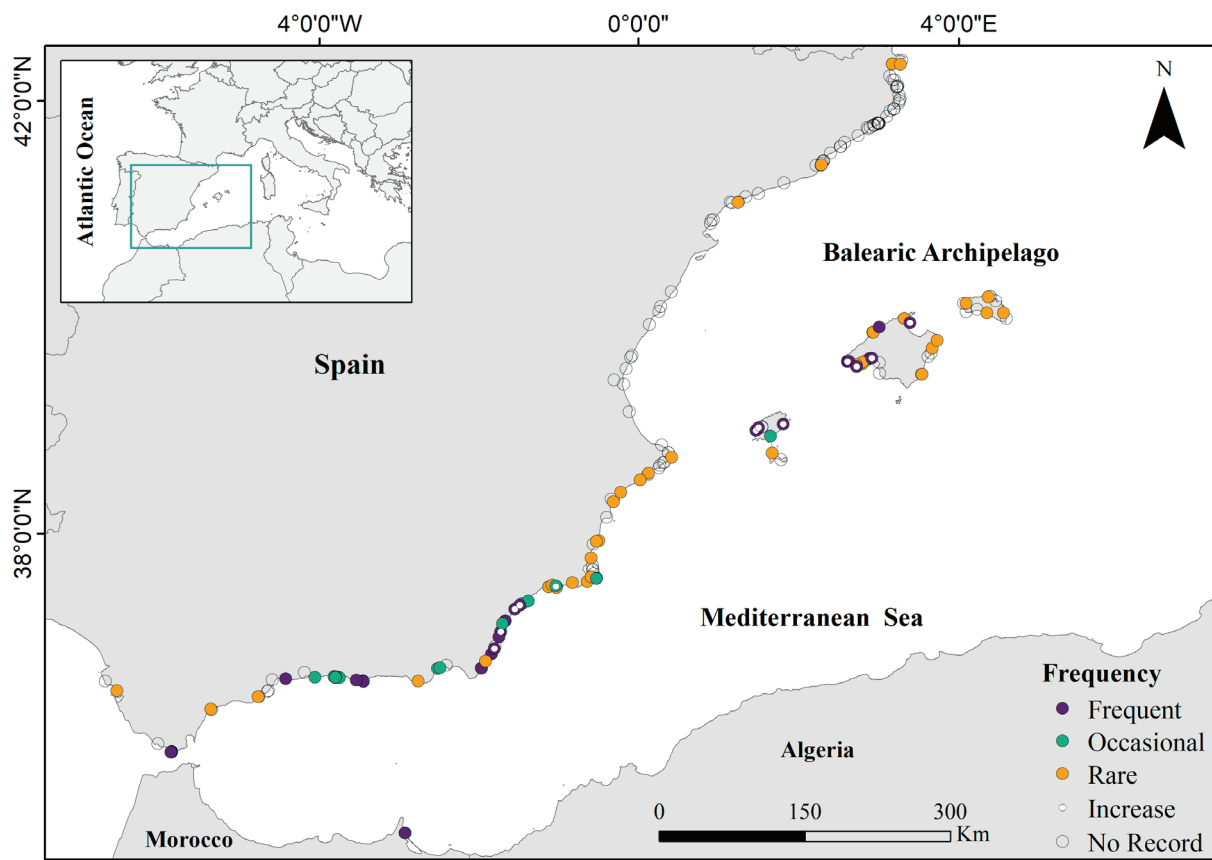 4°0'0"W 0°0'0" 4°0'0"E
42°0'0"N
38°0'0"N
Atlantic Ocean
N
Balearic Archipelago
Spain
Mediterranean Sea
Algeria
Morocco
Frequency
Frequent
Occasional
Rare
Increase
No Record
0 150 300
Km